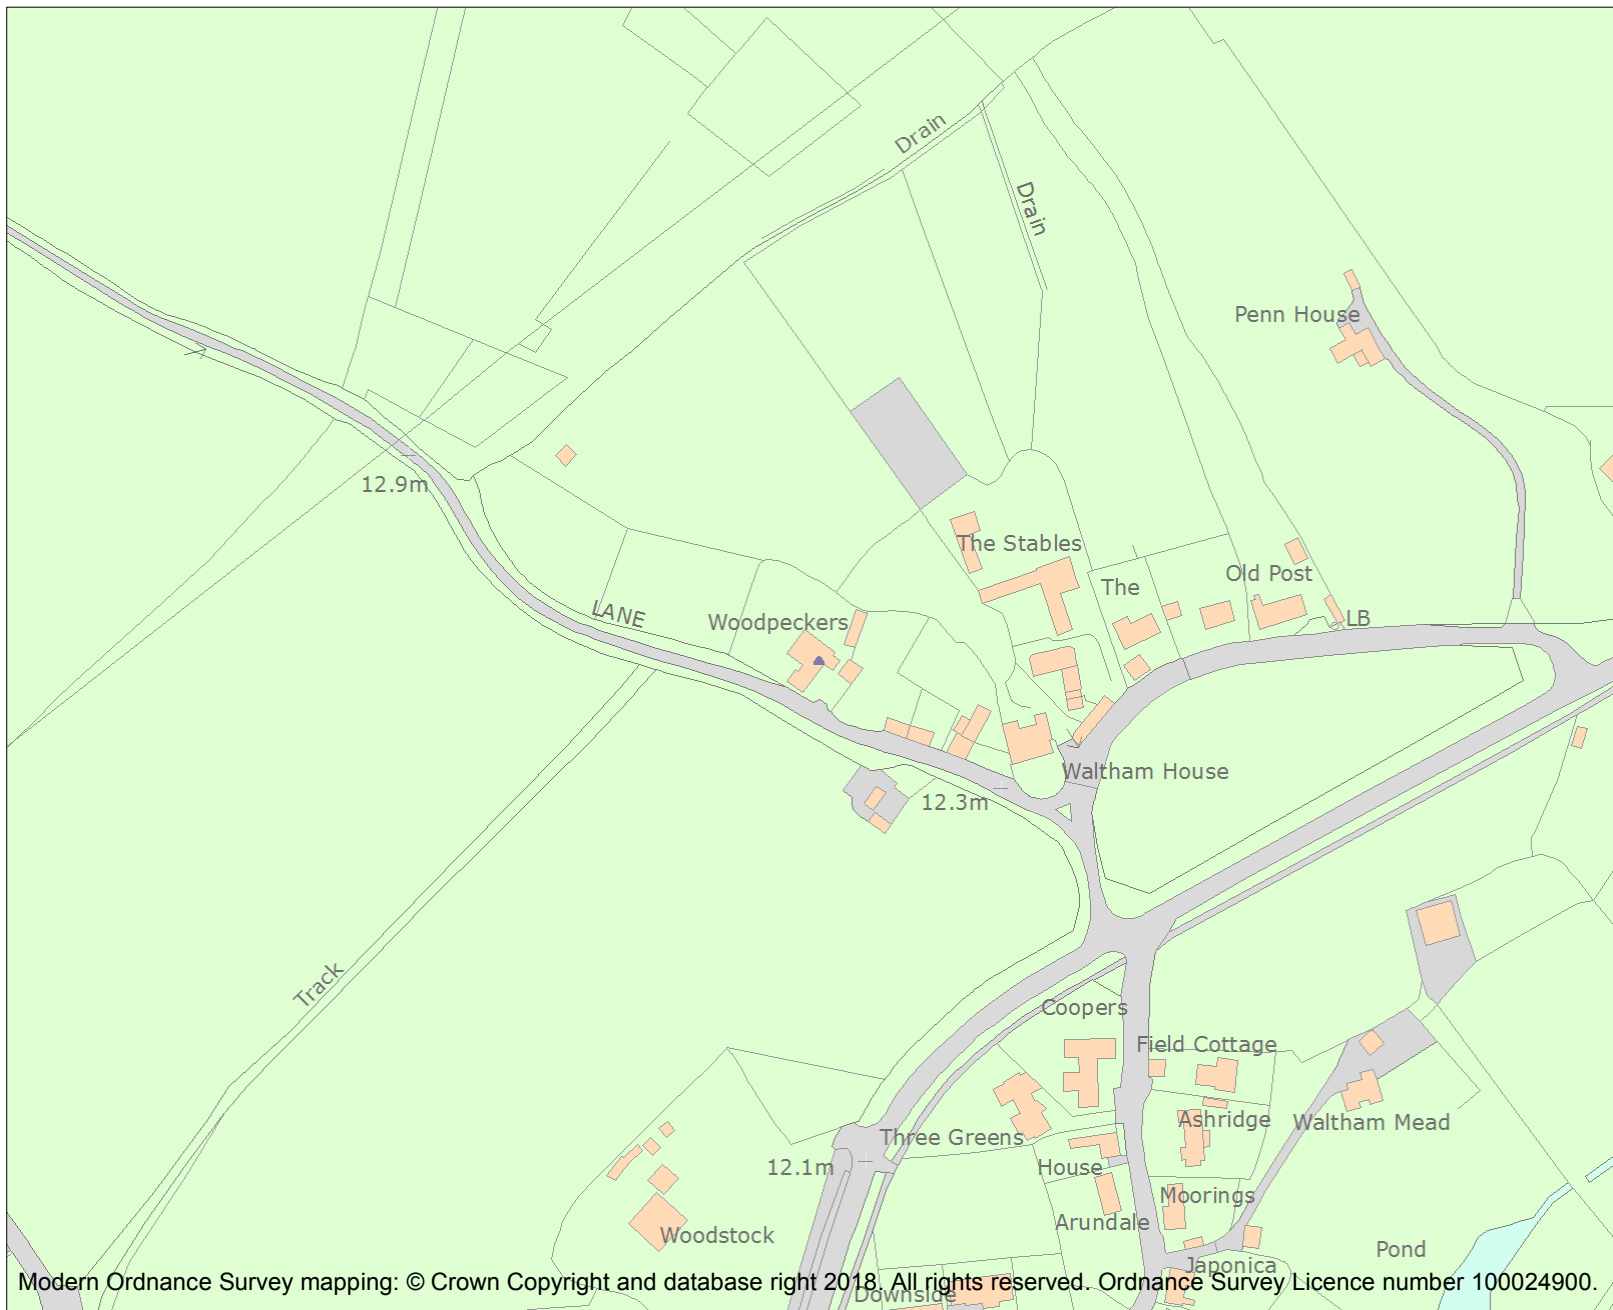 Drain
Drain
Penn House
12.9m
The Stables
Old Post
The
LANE
Woodpeckers
LB
Waltham House
12.3m
Track
Coopers
Field Cottage
Ashridge
Waltham Mead
Three Greens
12.1m
House
Moorings
Arundale
Woodstock
Pond
Japonica
Downside
Modern Ordnance Survey mapping: © Crown Copyright and database right 2018. All rights reserved. Ordnance Survey Licence number 100024900.